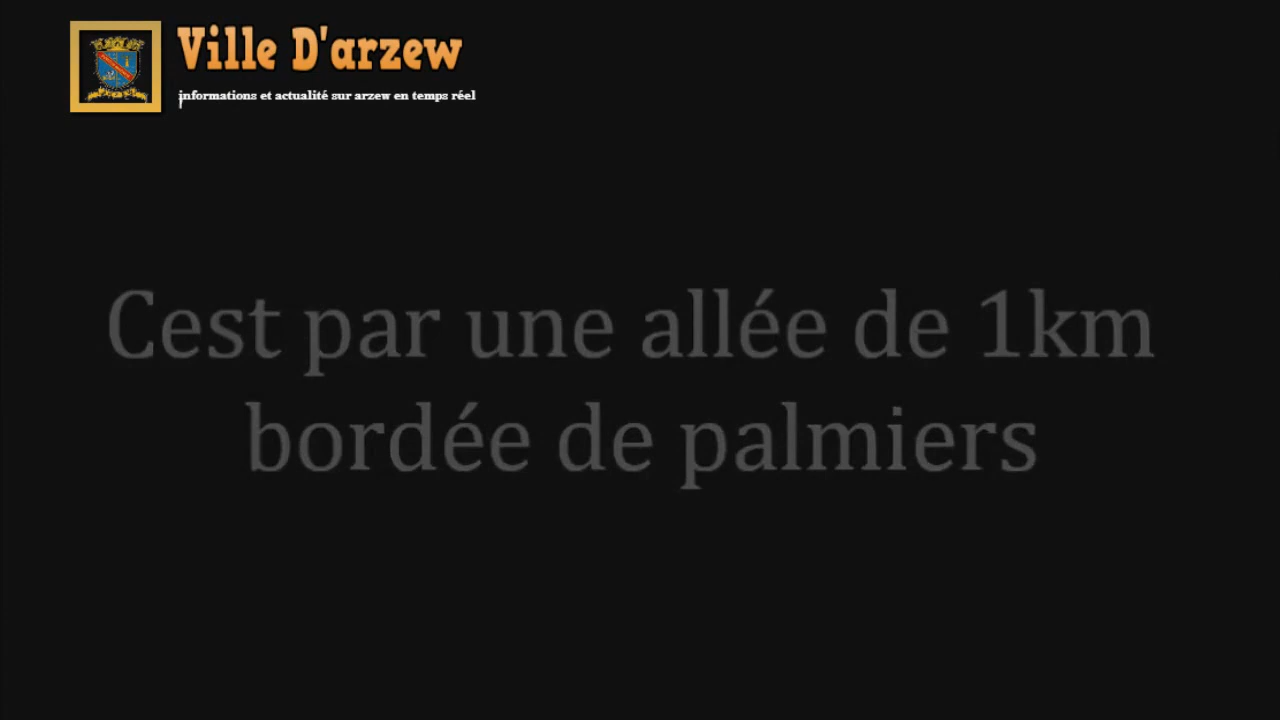 Ville D'arzew
informations et actualité sur arzew en temps réel
Cest par une allée de 1km
bordée de palmiers